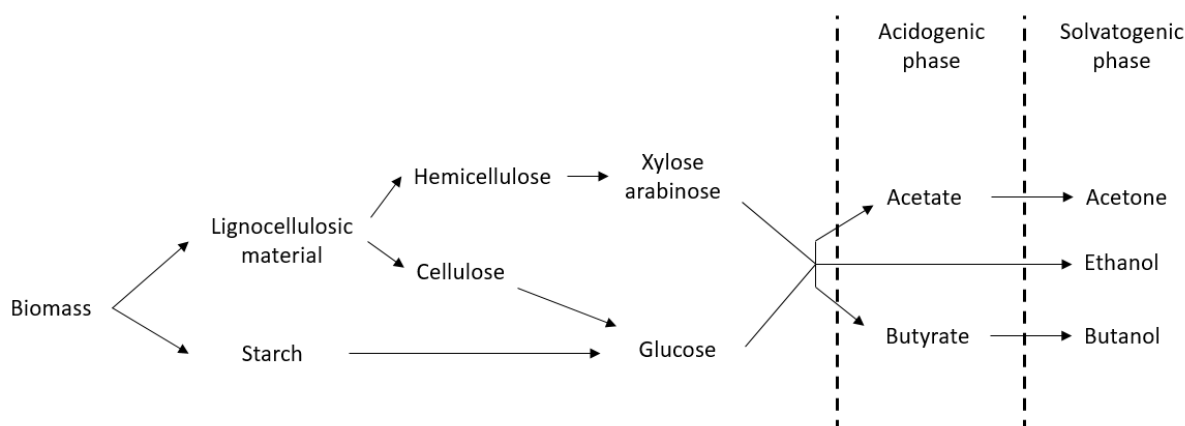 Acidogenic
phase
Solvatogenic
phase
Hemicellulose
Xylose
arabinose
Acetate
Acetone
Lignocellulosic
material
Cellulose
Ethanol
Biomass
Starch
Glucose
Butyrate
Butanol